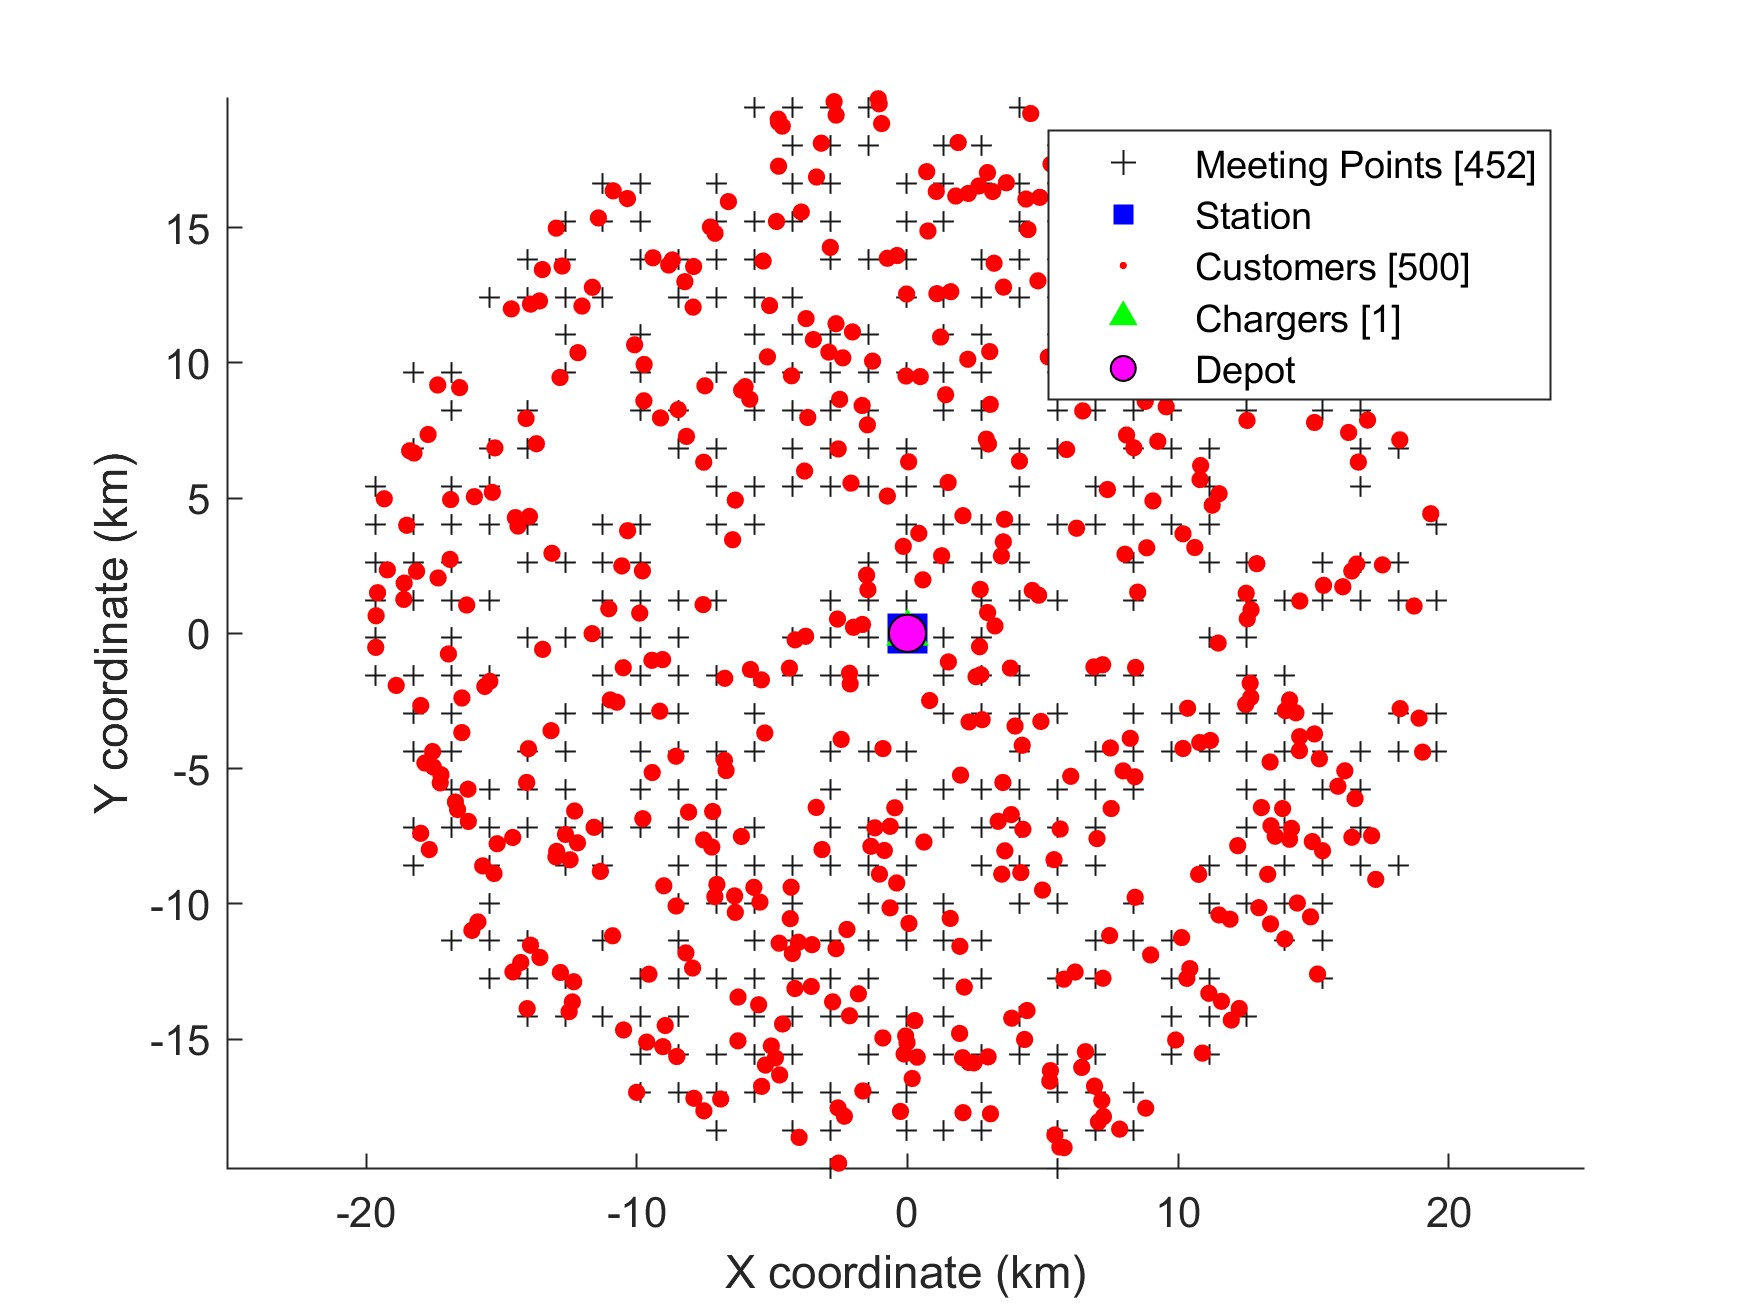 Meeting Points [452]
Station
Customers [500]
Chargers [1]
Depot
15
10
5
0
-5
-10
-15
Y coordinate (km)
-20 -10 0 10 20
X coordinate (km)